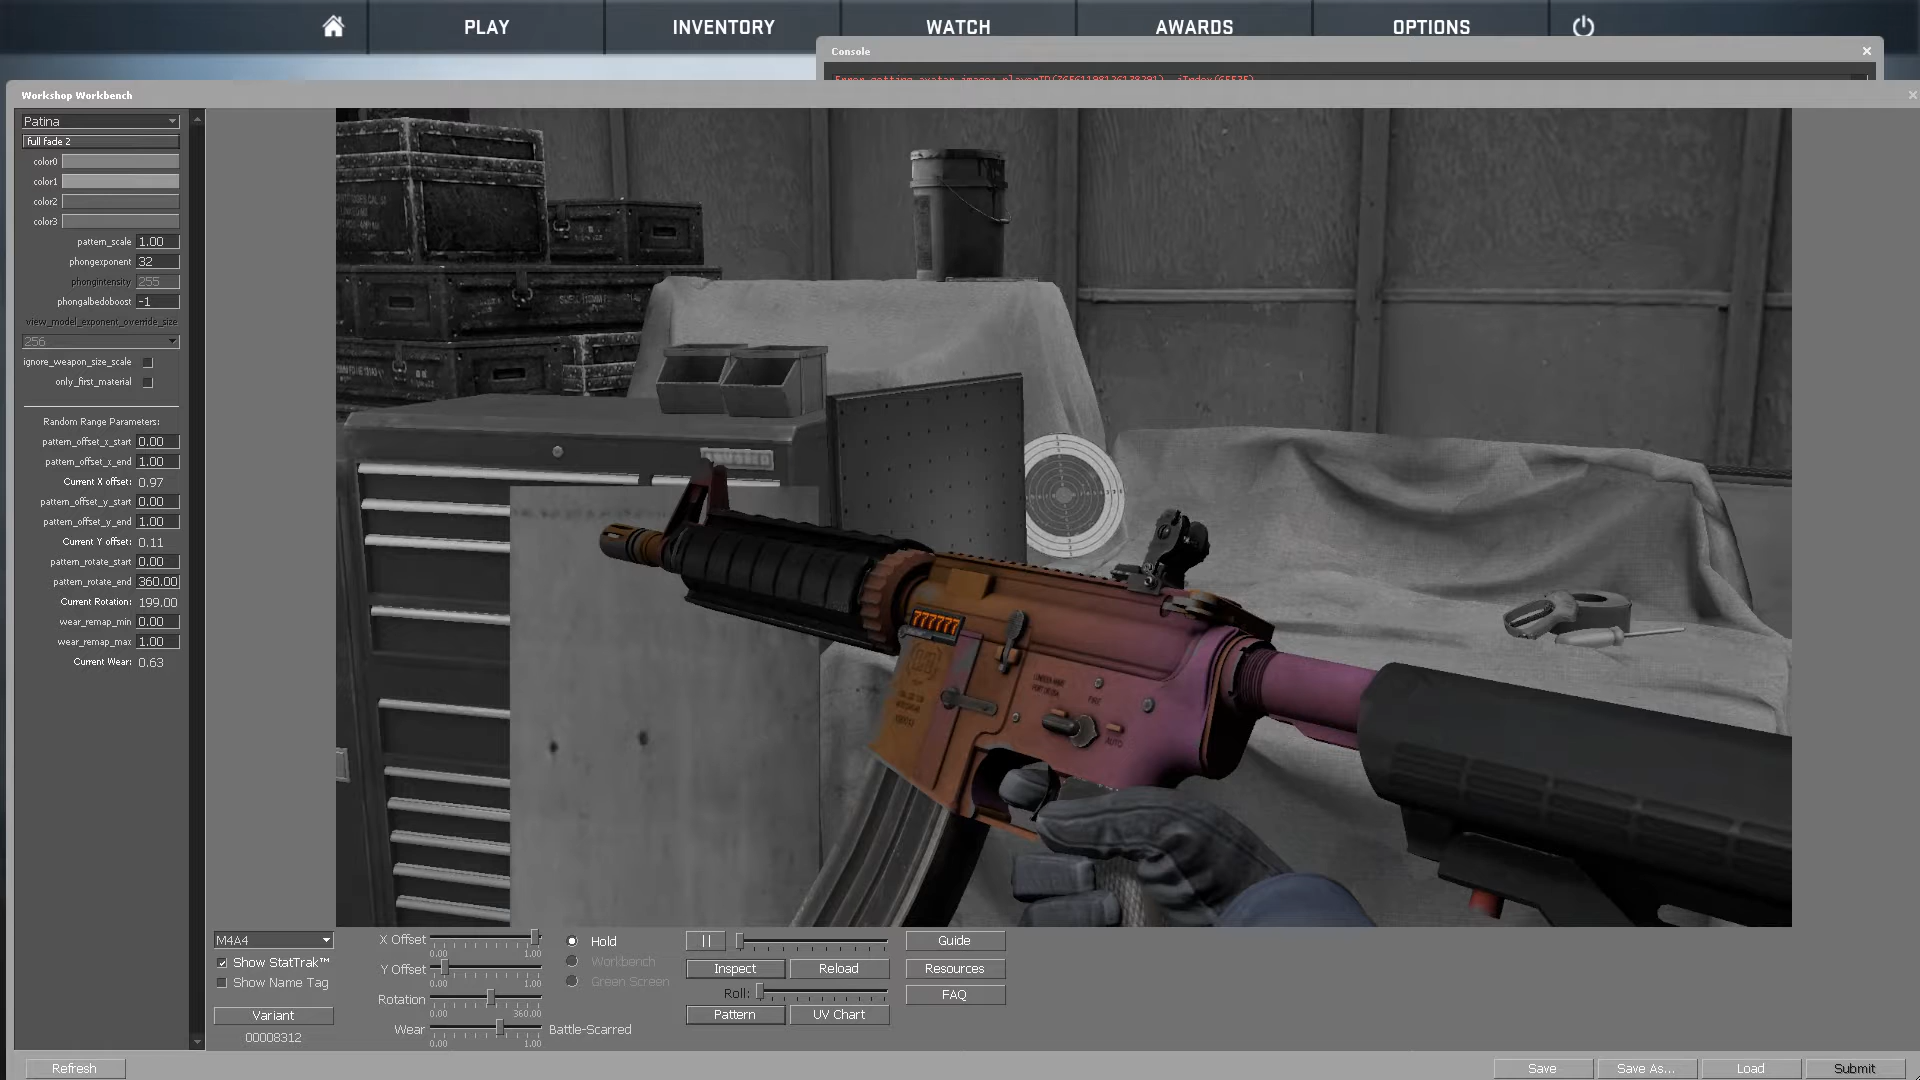 PLAY
INVENTORY
WATCH
AWARDS
OPTIONS
Console
Workshop Workbench
Patina
full fade 2
color0
color1
color2
color3
pattern_scale 1.00
phongexponent 32
phongintensity 255
phongalbedoboost -1
view_model_exponent_override_size
256
ignore_weapon_size_scale
only_first_material
Random Range Parameters:
pattern_offset_x_start 0.00
pattern_offset_x_end 1.00
Current X offset: 0.97
pattern_offset_y_start 0.00
pattern_offset_y_end 1.00
Current Y offset: 0.11
pattern_rotate_start 0.00
pattern_rotate_end 360.00
Current Rotation: 199.00
wear_remap_min 0.00
wear_remap_max 1.00
Current Wear: 0.63
777777
FIRE
AUTO
M4A4
Show StatTrak™
Show Name Tag
Variant
00008312
X Offset
0.00 1.00
Y Offset
0.00 1.00
Rotation
0.00 360.00
Wear Battle-Scarred
0.00 1.00
Hold
Workbench
Green Screen
Inspect
Reload
Roll:
Pattern
UV Chart
Guide
Resources
FAQ
Refresh
Save
Save As...
Load
Submit